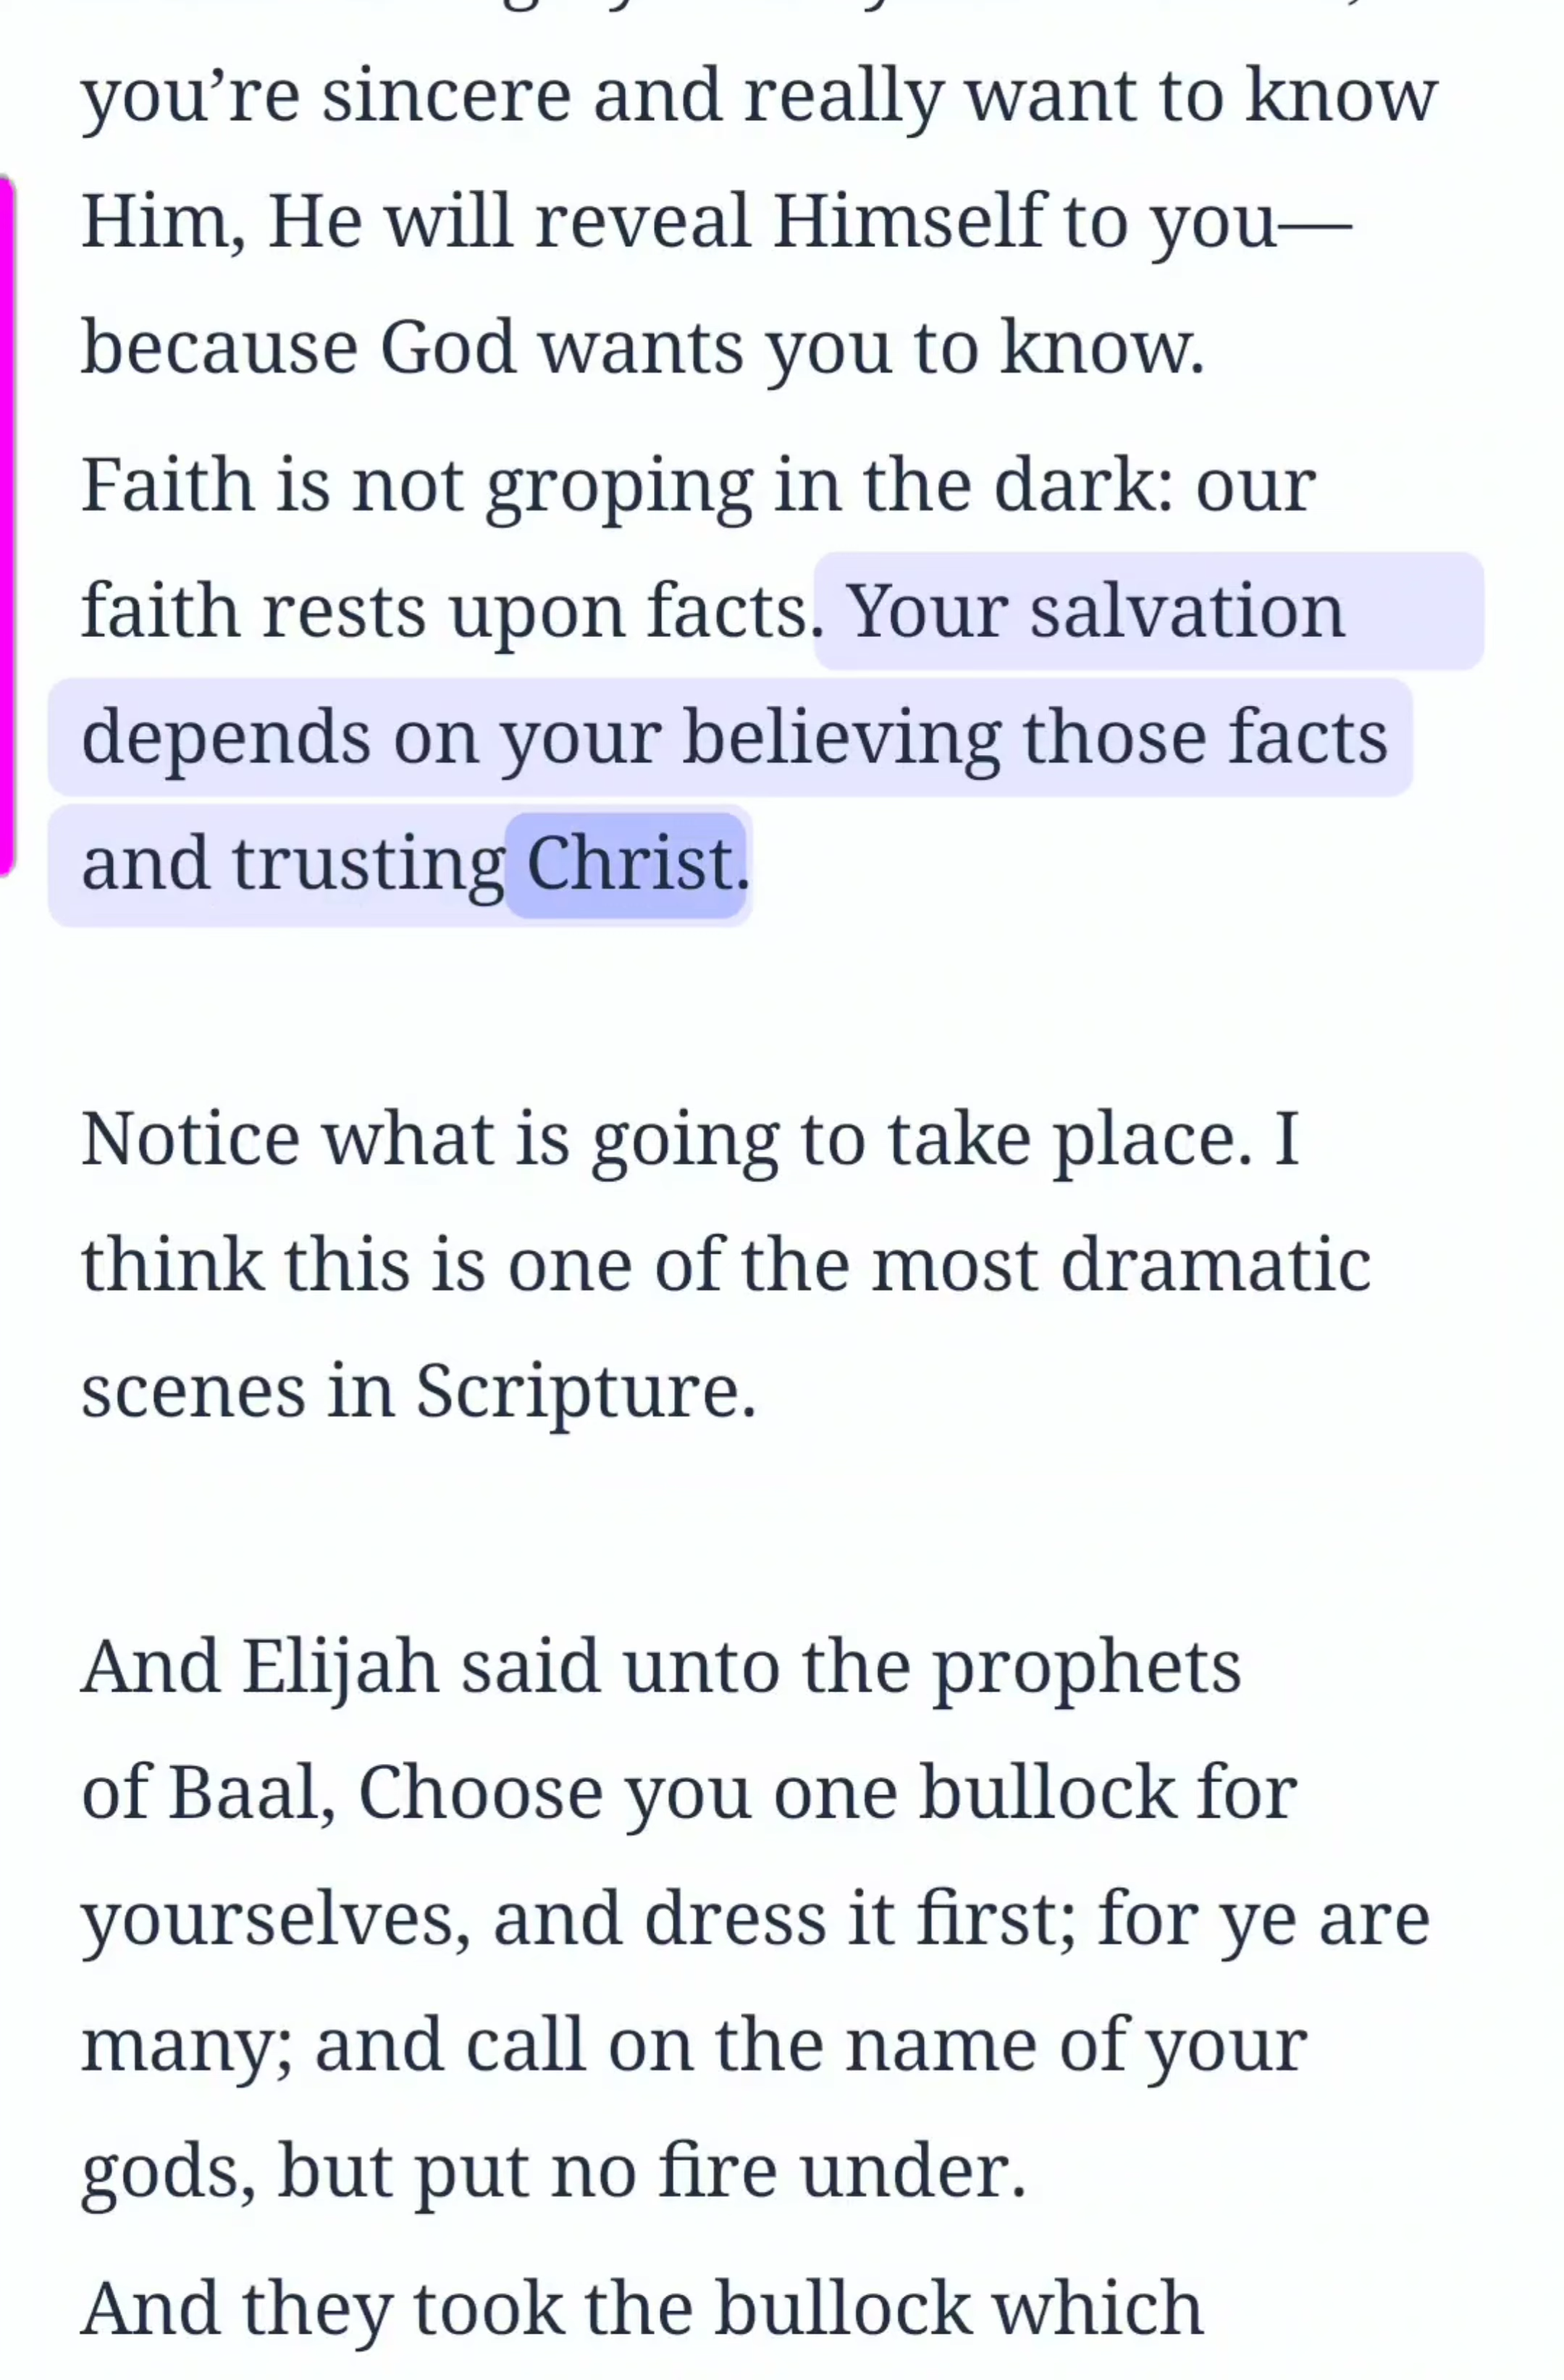 you’re sincere and really want to know
Him, He will reveal Himself to you—
because God wants you to know.
Faith is not groping in the dark: our
faith rests upon facts. Your salvation
depends on your believing those facts
and trusting Christ.
Notice what is going to take place. I
think this is one of the most dramatic
scenes in Scripture.
And Elijah said unto the prophets
of Baal, Choose you one bullock for
yourselves, and dress it first; for ye are
many; and call on the name of your
gods, but put no fire under.
And they took the bullock which